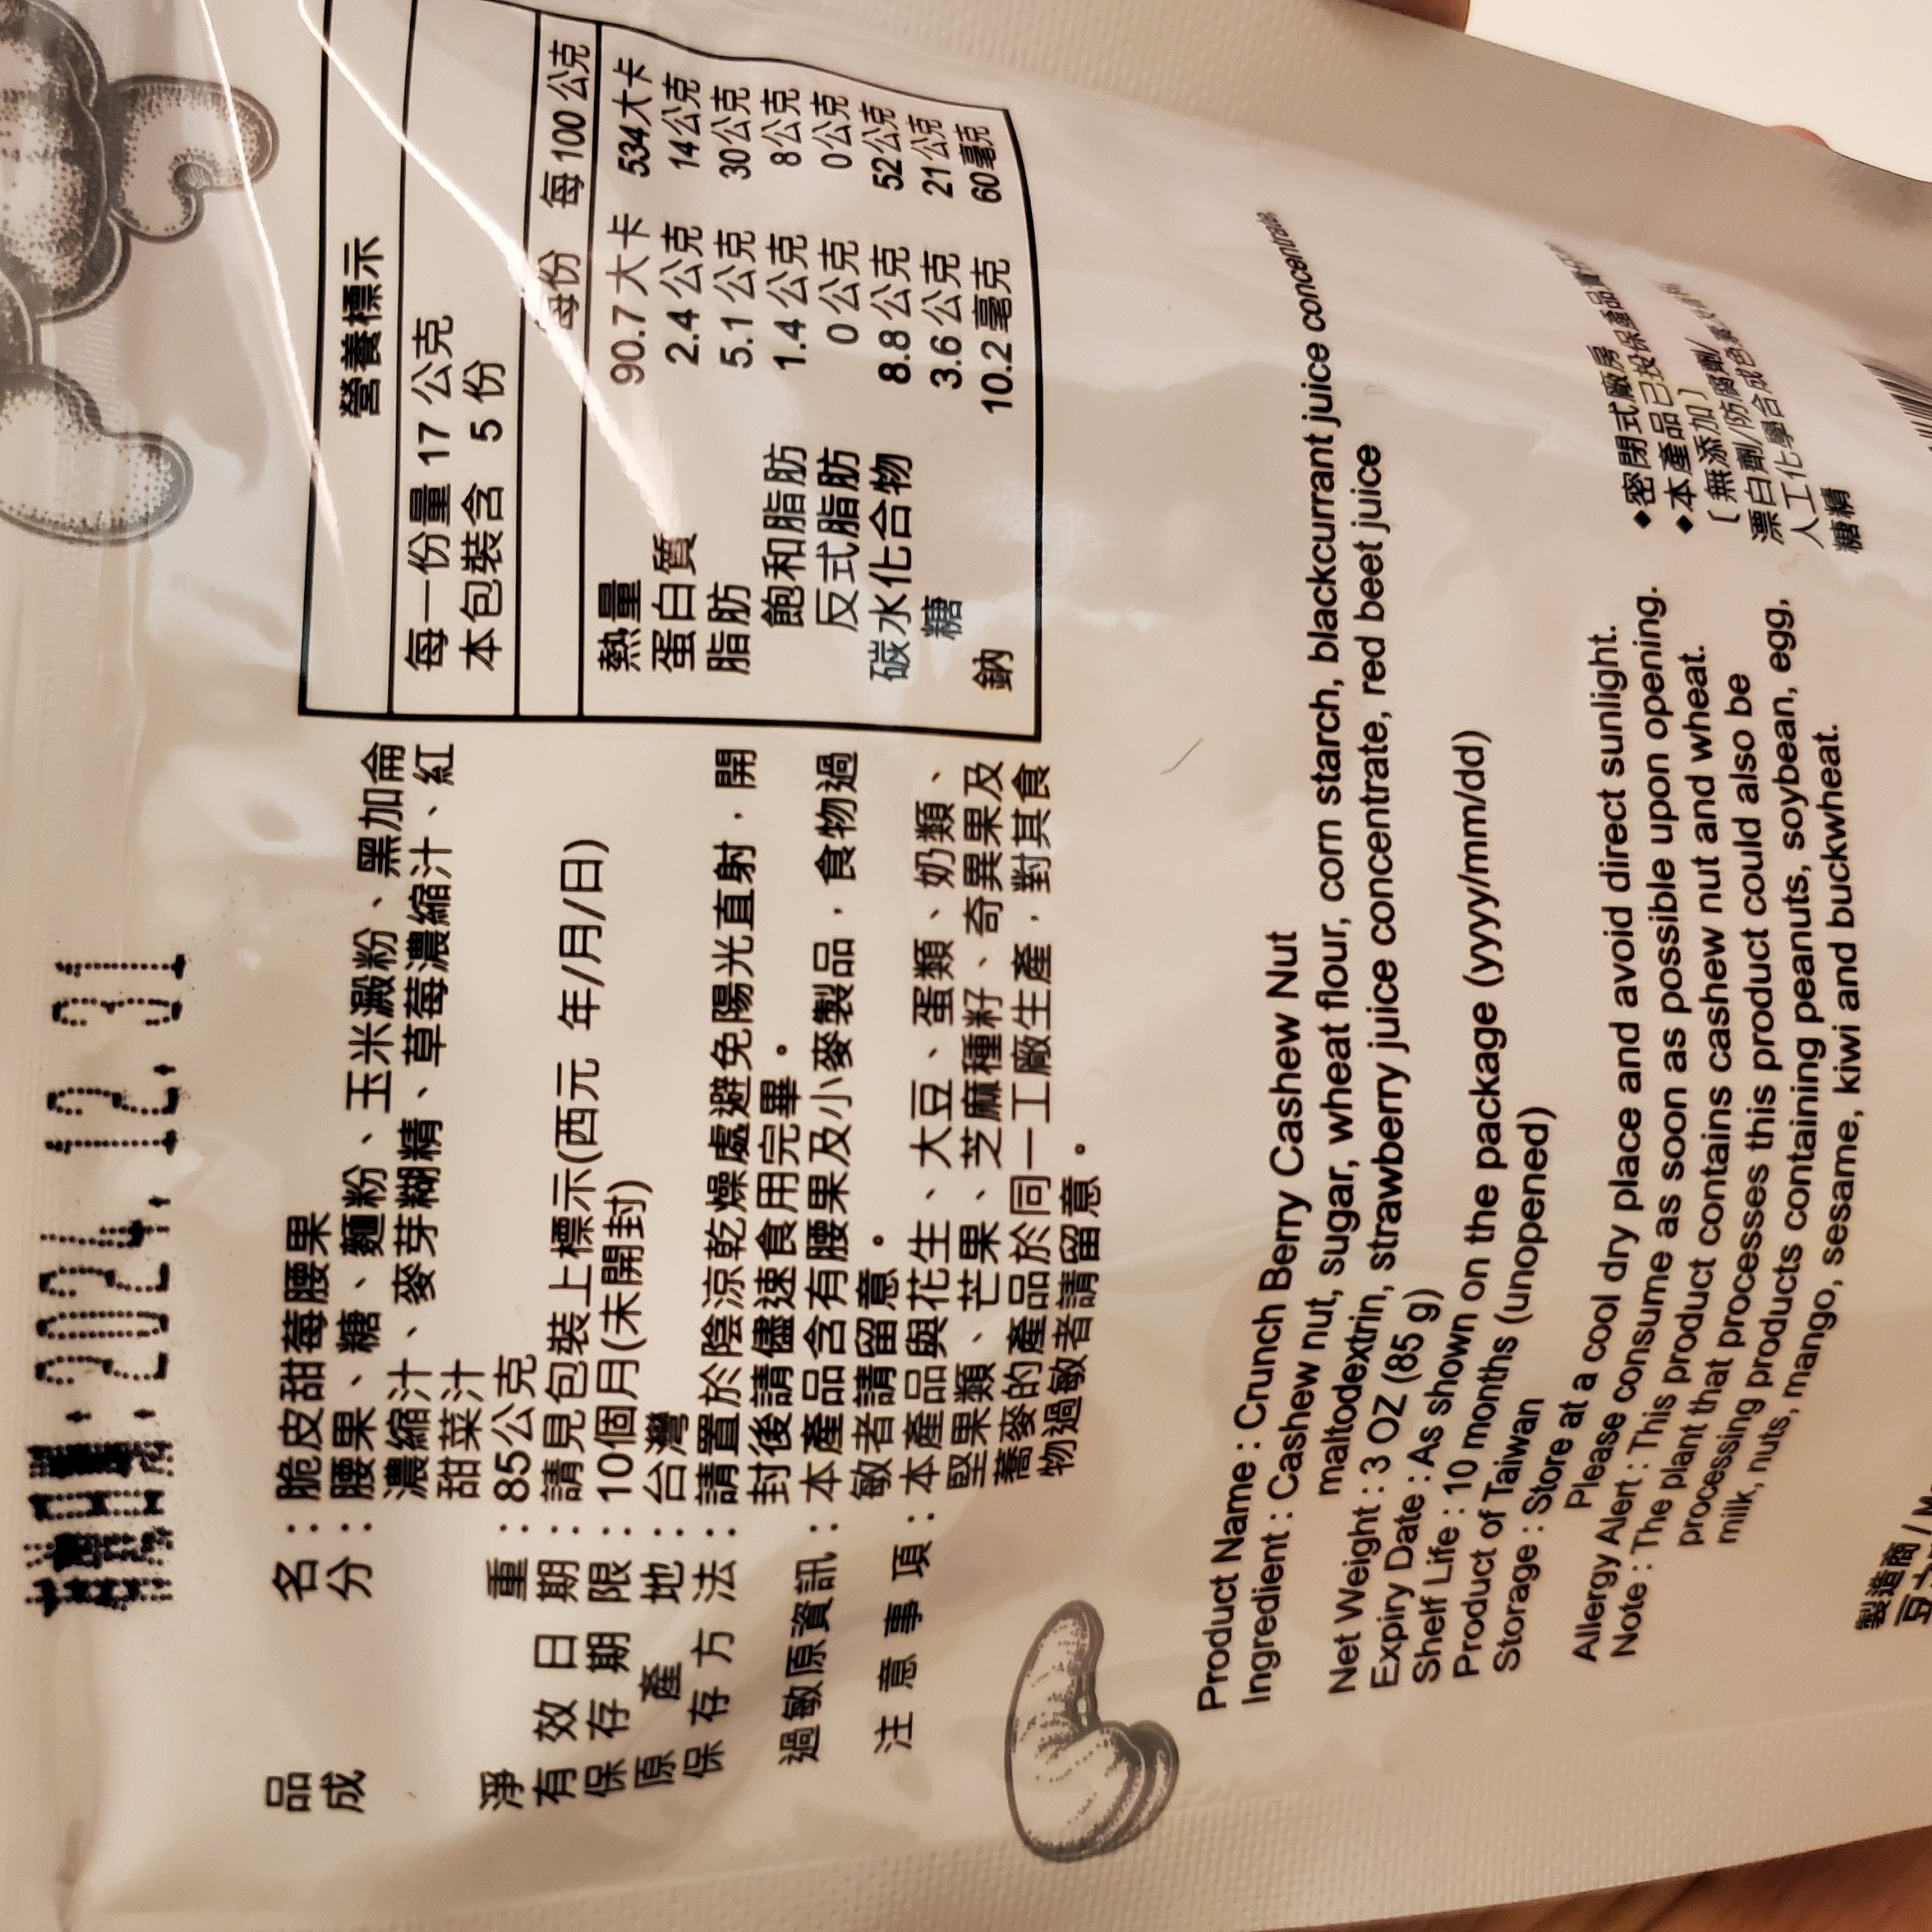 :2024.12.31
品名：脆皮甜莓腰果
成分：腰果、糖、麵粉、玉米澱粉、黑加侖
濃縮汁、麥芽糊精、草莓濃縮汁、紅
甜菜汁
淨重：85公克
有效日期：請見包裝上標示(西元 年/月/日)
保存期限：10個月(未開封)
原產地：台灣
保存方法：請置於陰涼乾燥處避免陽光直射，開
封後請儘速食用完畢。
過敏原資訊：本產品含有腰果及小麥製品，食物過
敏者請留意。
注意事項：本產品與花生、大豆、蛋類、奶類、
堅果類、芒果、芝麻種籽、奇異果及
蕎麥的產品於同一工廠生產，對其食
物過敏者請留意。
營養標示
每一份量 17 公克
本包裝含 5 份
每份 每 100 公克
熱量 90.7 大卡 534 大卡
蛋白質 2.4 公克 14 公克
脂肪 5.1 公克 30 公克
飽和脂肪 1.4 公克 8 公克
反式脂肪 0 公克 0 公克
碳水化合物 8.8 公克 52 公克
糖 3.6 公克 21 公克
鈉 10.2 毫克 60 毫克
Product Name : Crunch Berry Cashew Nut
Ingredient : Cashew nut, sugar, wheat flour, corn starch, blackcurrant juice concentrate,
maltodextrin, strawberry juice concentrate, red beet juice
Net Weight : 3 OZ (85 g)
Expiry Date : As shown on the package (yyyy/mm/dd)
Shelf Life : 10 months (unopened)
Product of Taiwan
Storage : Store at a cool dry place and avoid direct sunlight.
Please consume as soon as possible upon opening.
Allergy Alert : This product contains cashew nut and wheat.
Note : The plant that processes this product could also be
processing products containing peanuts, soybean, egg,
milk, nuts, mango, sesame, kiwi and buckwheat.
◆密閉式廠房
◆本產品已投保
〔無添加〕
漂白劑/防腐劑/
人工化學合成色素
糖精
製造商 /